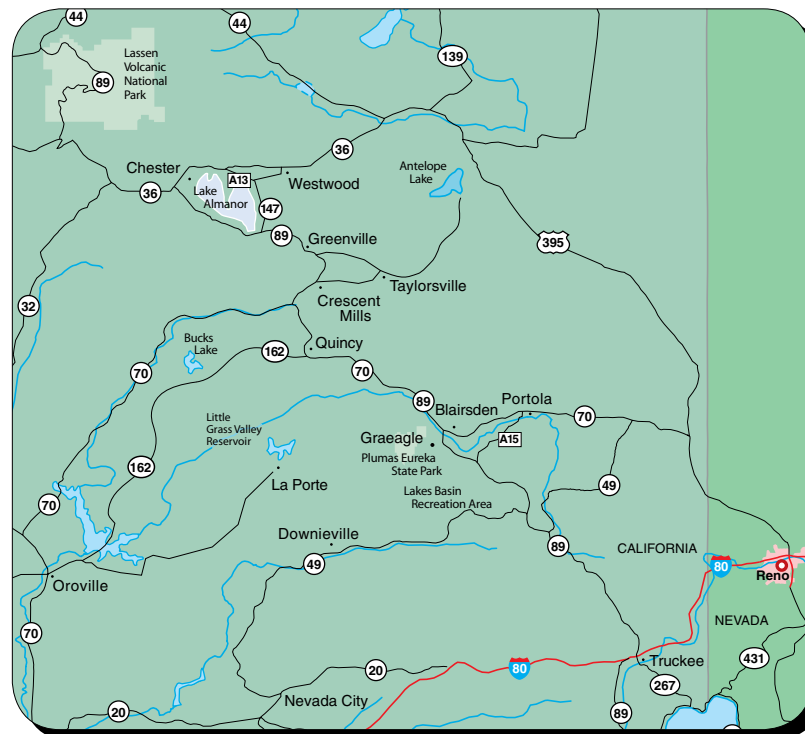 44
44
Lassen
Volcanic
National
Park
89
139
36
Chester
A13
Westwood
Antelope
Lake
36
Lake
Almanor
147
89
Greenville
395
Taylorsville
Crescent
Mills
32
Bucks
Lake
162
Quincy
70
70
89
Blairsden
Portola
70
Little
Grass Valley
Reservoir
Graeagle
A15
Plumas Eureka
State Park
162
La Porte
49
Lakes Basin
Recreation Area
70
Downieville
89
CALIFORNIA
49
80
Reno
Oroville
NEVADA
70
Truckee
431
20
80
267
Nevada City
20
89